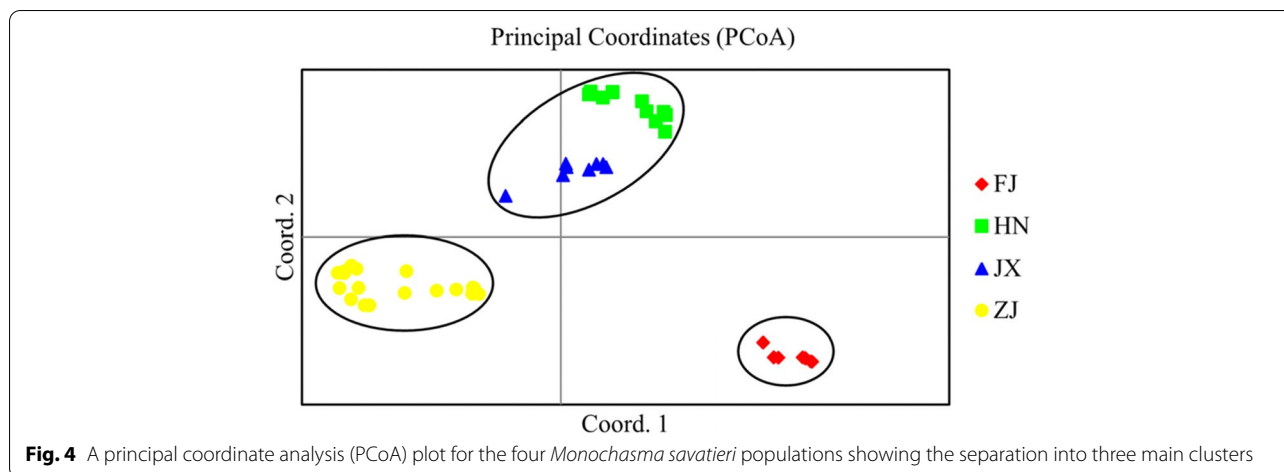 Principal Coordinates (PCoA)
Coord. 2
FJ
HN
JX
ZJ
Coord. 1
Fig. 4 A principal coordinate analysis (PCoA) plot for the four Monochasma savatieri populations showing the separation into three main clusters